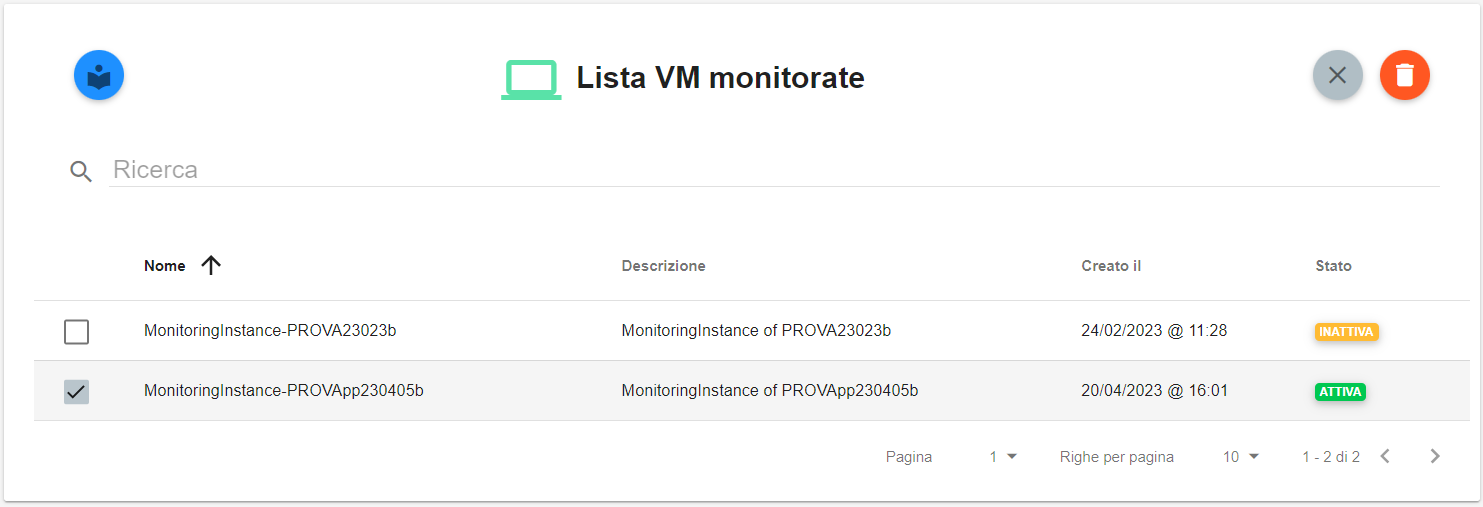 Lista VM monitorate
Ricerca
Nome Descrizione Creato il Stato
MonitoringInstance-PROVA23023b MonitoringInstance of PROVA23023b 24/02/2023 @ 11:28 INATTIVA
MonitoringInstance-PROVApp230405b MonitoringInstance of PROVApp230405b 20/04/2023 @ 16:01 ATTIVA
Pagina 1 Righe per pagina 10 1 - 2 di 2